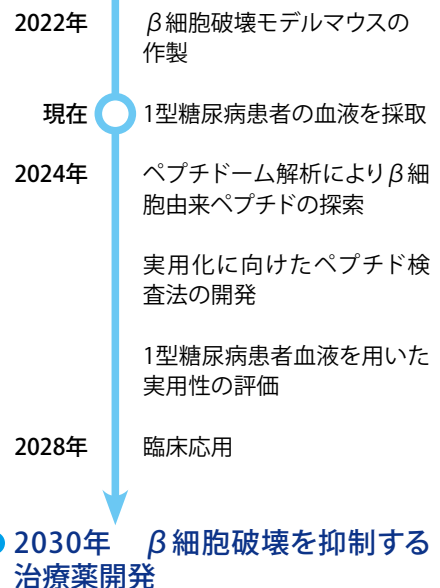 2022年 β細胞破壊モデルマウスの
作製
現在 1型糖尿病患者の血液を採取
2024年 ペプチドーム解析によりβ細
胞由来ペプチドの探索
実用化に向けたペプチド検
査法の開発
1型糖尿病患者血液を用いた
実用性の評価
2028年 臨床応用
2030年 β細胞破壊を抑制する
治療薬開発